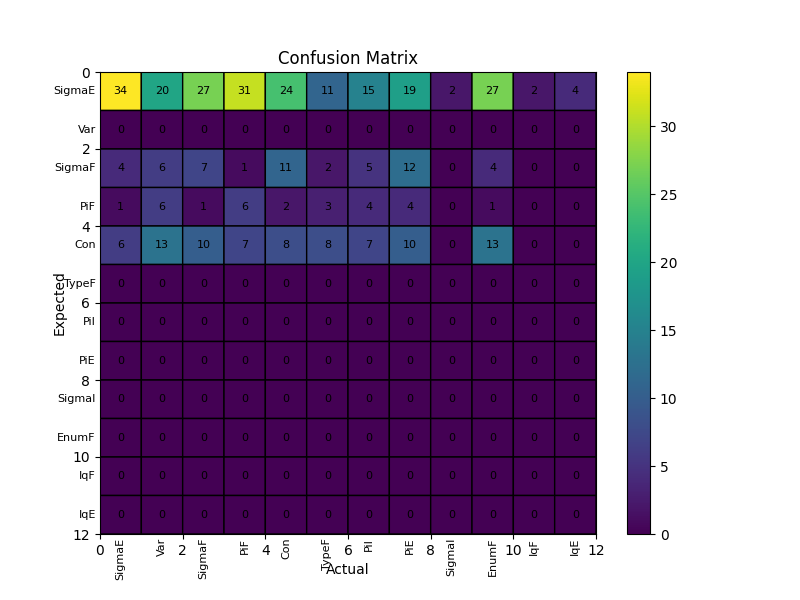 Confusion Matrix
0
SigmaE 34 20 27 31 24 11 15 19 2 27 2 4
Var 0 0 0 0 0 0 0 0 0 0 0 0
2
SigmaF 4 6 7 1 11 2 5 12 0 4 0 0
PiF 1 6 1 6 2 3 4 4 0 1 0 0
4
Con 6 13 10 7 8 8 7 10 0 13 0 0
TypeF 0 0 0 0 0 0 0 0 0 0 0 0
6
PiI 0 0 0 0 0 0 0 0 0 0 0 0
PiE 0 0 0 0 0 0 0 0 0 0 0 0
8
SigmaI 0 0 0 0 0 0 0 0 0 0 0 0
EnumF 0 0 0 0 0 0 0 0 0 0 0 0
10
IqF 0 0 0 0 0 0 0 0 0 0 0 0
IqE 0 0 0 0 0 0 0 0 0 0 0 0
12
Expected
0 2 4 6 8 10 12
SigmaE Var SigmaF PiF Con TypeF PiI PiE SigmaI EnumF IqF IqE
Actual
30
25
20
15
10
5
0